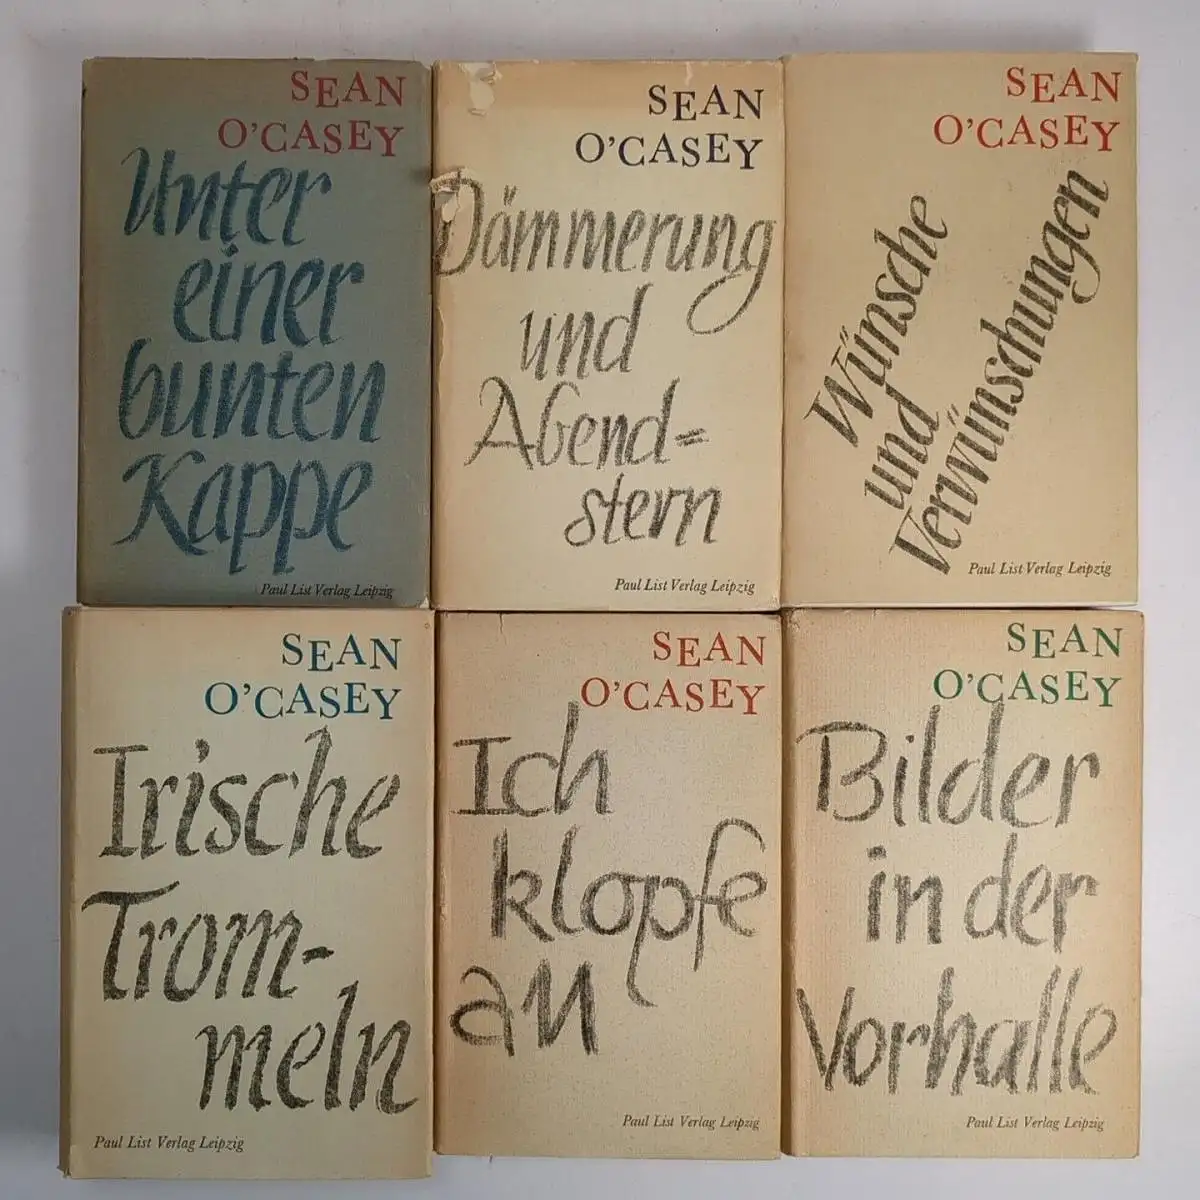 SEAN
O'CASEY
Unter
einer
bunten
Kappe
Paul List Verlag Leipzig
SEAN
O'CASEY
Dämmerung
und
Abend=
stern
Paul List Verlag Leipzig
SEAN
O'CASEY
Wünsche
und
Verwünschungen
Paul List Verlag Leipzig
SEAN
O'CASEY
Irische
Trom-
meln
Paul List Verlag Leipzig
SEAN
O'CASEY
Ich
klopfe
an
Paul List Verlag Leipzig
SEAN
O'CASEY
Bilder
in der
Vorhalle
Paul List Verlag Leipzig